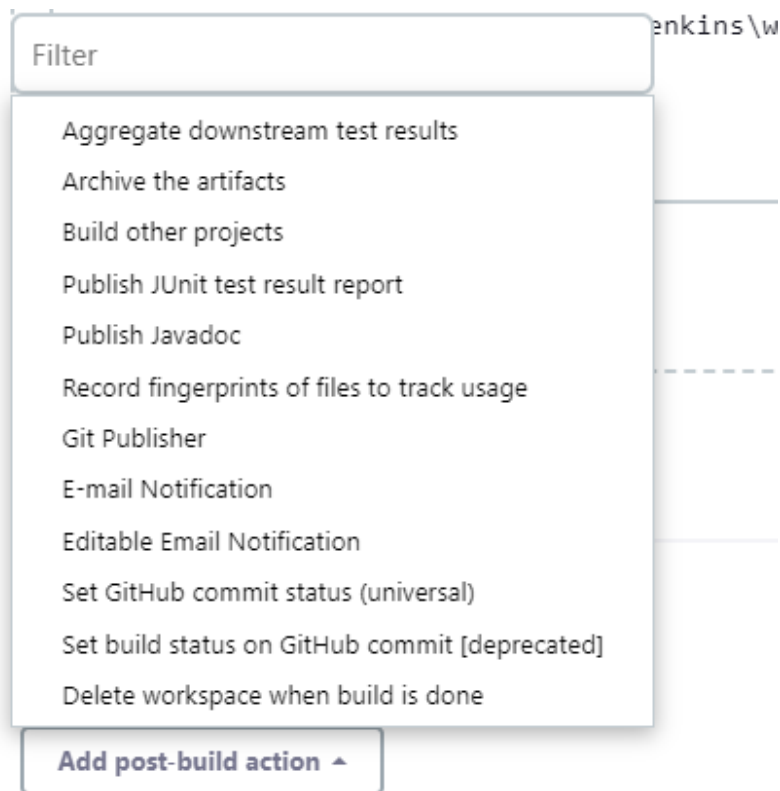 enkins\w
Filter
Aggregate downstream test results
Archive the artifacts
Build other projects
Publish JUnit test result report
Publish Javadoc
Record fingerprints of files to track usage
Git Publisher
E-mail Notification
Editable Email Notification
Set GitHub commit status (universal)
Set build status on GitHub commit [deprecated]
Delete workspace when build is done
Add post-build action